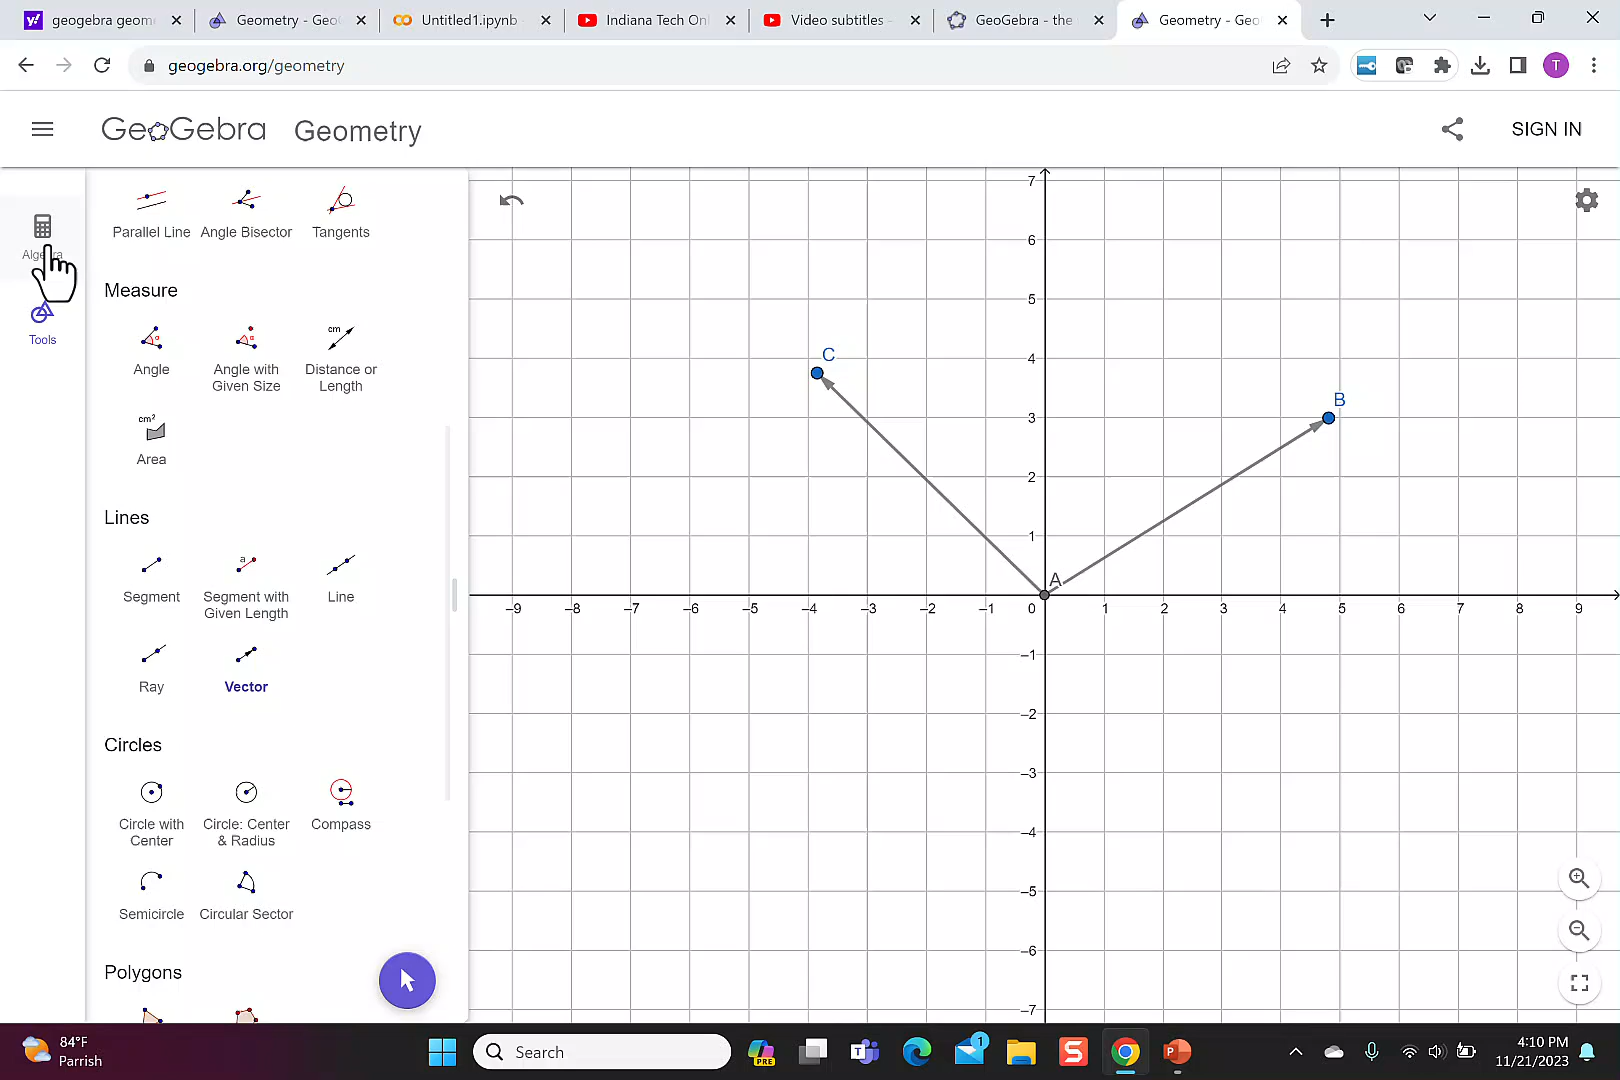 geogebra geom
Geometry - Geo
Untitled1.ipynb
Indiana Tech Onl
Video subtitles -
GeoGebra - the
Geometry - Geo
geogebra.org/geometry
T
GeoGebra Geometry
SIGN IN
Tools
Parallel Line
Angle Bisector
Tangents
Measure
Angle
Angle with
Given Size
cm
Distance or
Length
cm²
Area
Lines
Segment
a
Segment with
Given Length
Line
Ray
Vector
Circles
Circle with
Center
Circle: Center
& Radius
Compass
Semicircle
Circular Sector
Polygons
7
6
5
4
3
2
1
–9 –8 –7 –6 –5 –4 –3 –2 –1 0 1 2 3 4 5 6 7 8 9
–1
–2
–3
–4
–5
–6
–7
C
B
A
84°F
Parrish
Search
PRE
1
4:10 PM
11/21/2023